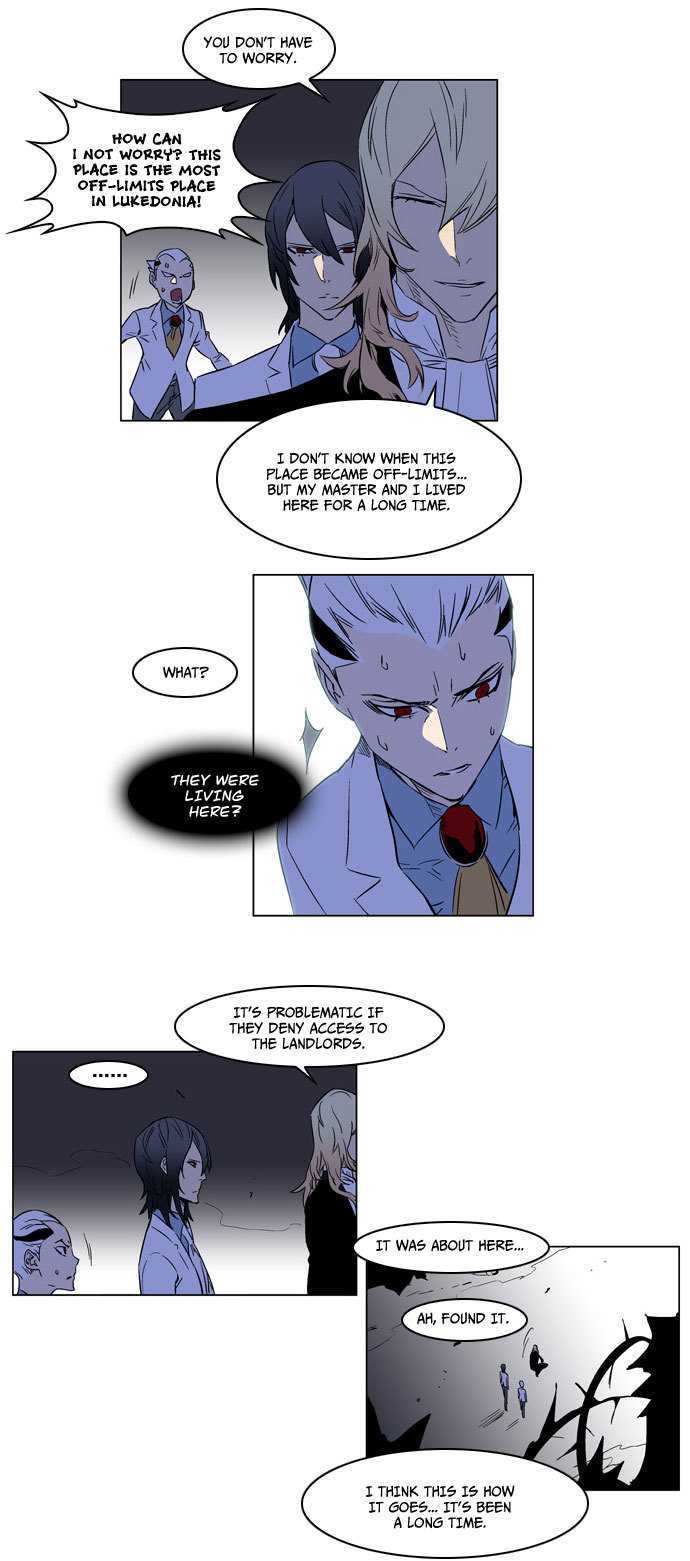 YOU DON'T HAVE
TO WORRY.
HOW CAN
I NOT WORRY? THIS
PLACE IS THE MOST
OFF-LIMITS PLACE
IN LUKEDONIA!
I DON'T KNOW WHEN THIS
PLACE BECAME OFF-LIMITS...
BUT MY MASTER AND I LIVED
HERE FOR A LONG TIME.
WHAT?
THEY WERE
LIVING
HERE?
IT'S PROBLEMATIC IF
THEY DENY ACCESS TO
THE LANDLORDS.
......
IT WAS ABOUT HERE...
AH, FOUND IT.
I THINK THIS IS HOW
IT GOES... IT'S BEEN
A LONG TIME.